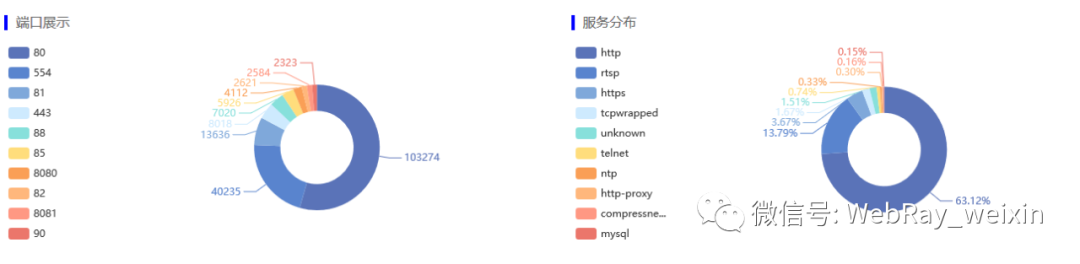 端口展示
80
554
81
443
88
85
8080
82
8081
90
2323
2584
2621
4112
5926
7020
8018
13636
40235
103274
服务分布
http
rtsp
https
tcpwrapped
unknown
telnet
ntp
http-proxy
compressne...
mysql
0.15%
0.16%
0.30%
0.33%
0.74%
1.51%
1.67%
3.67%
13.79%
63.12%
微信号: WebRay_weixin